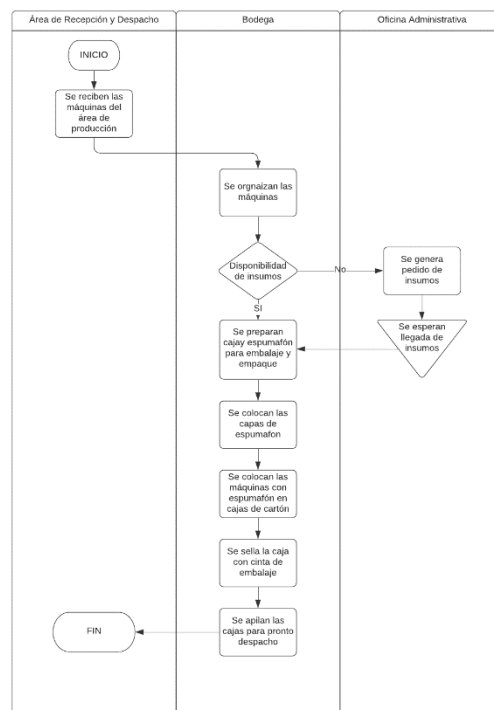 Área de Recepción y Despacho
Bodega
Oficina Administrativa
INICIO
Se reciben las
máquinas del
área de
producción
Se orgnaizan las
máquinas
Disponibilidad
de insumos
No
Se genera
pedido de
insumos
SI
Se esperan
llegada de
insumos
Se preparan
cajay espumafón
para embalaje y
empaque
Se colocan las
capas de
espumafon
Se colocan las
máquinas con
espumafón en
cajas de cartón
Se sella la caja
con cinta de
embalaje
Se apilan las
cajas para pronto
despacho
FIN